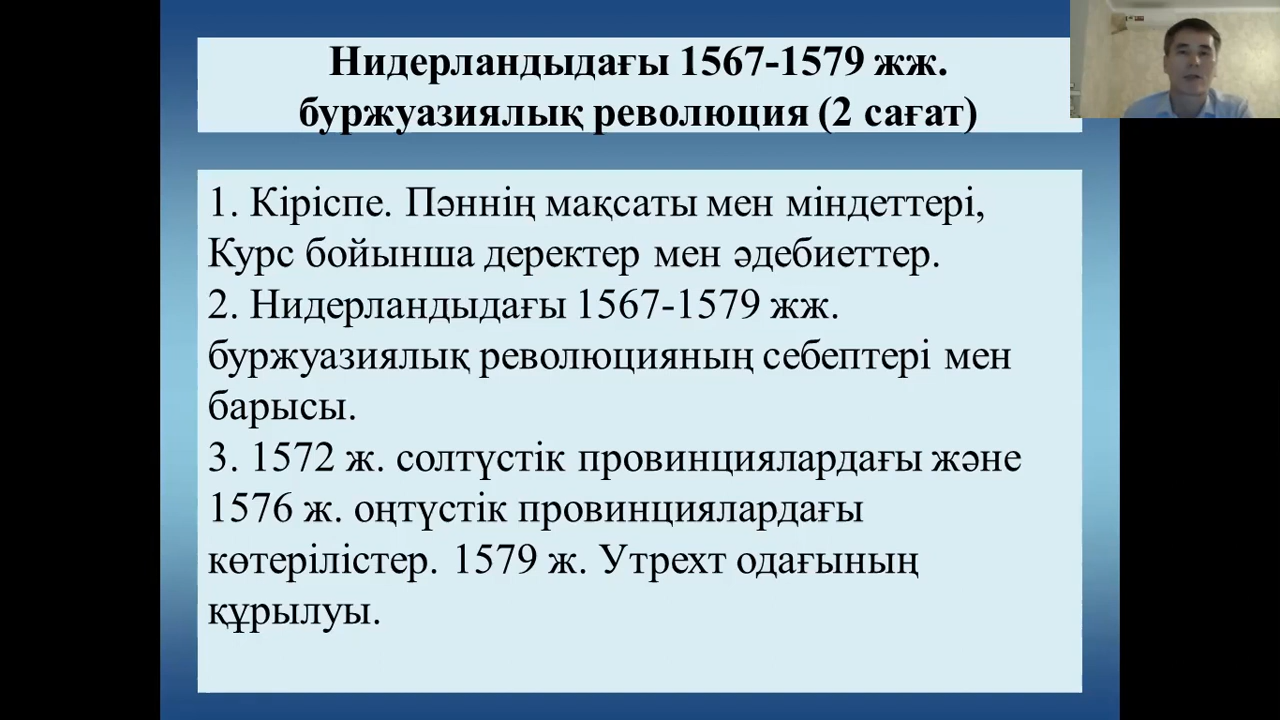 Нидерландыдағы 1567-1579 жж.
буржуазиялық революция (2 сағат)
1. Кіріспе. Пәннің мақсаты мен міндеттері,
Курс бойынша деректер мен әдебиеттер.
2. Нидерландыдағы 1567-1579 жж.
буржуазиялық революцияның себептері мен
барысы.
3. 1572 ж. солтүстік провинциялардағы және
1576 ж. оңтүстік провинциялардағы
көтерілістер. 1579 ж. Утрехт одағының
құрылуы.